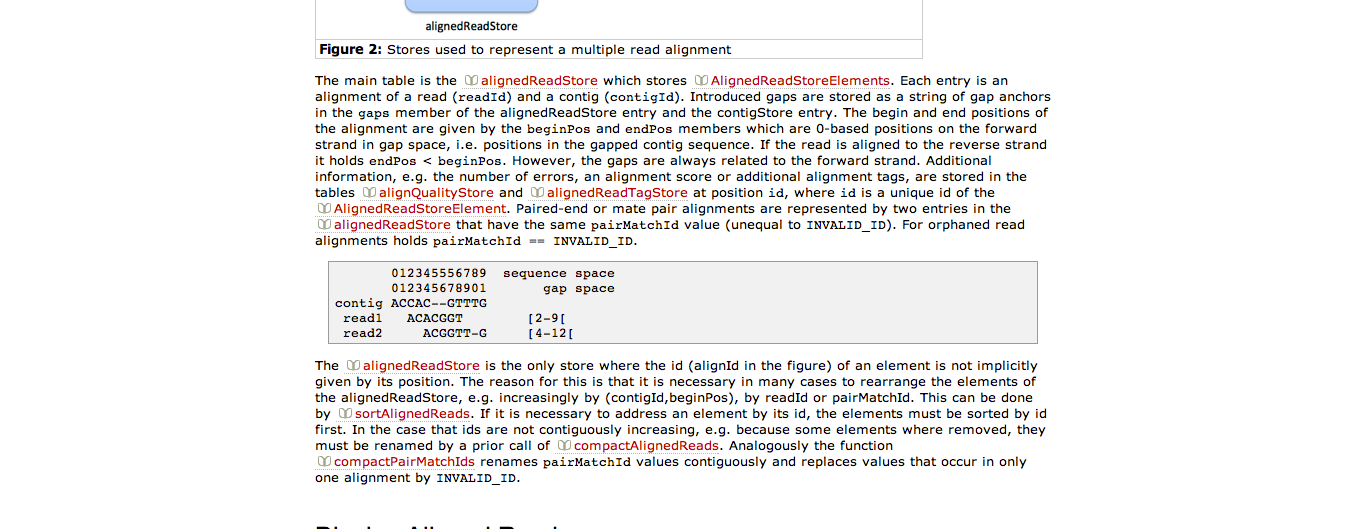 alignedReadStore
Figure 2: Stores used to represent a multiple read alignment
The main table is the alignedReadStore which stores AlignedReadStoreElements. Each entry is an
alignment of a read (readId) and a contig (contigId). Introduced gaps are stored as a string of gap anchors
in the gaps member of the alignedReadStore entry and the contigStore entry. The begin and end positions of
the alignment are given by the beginPos and endPos members which are 0-based positions on the forward
strand in gap space, i.e. positions in the gapped contig sequence. If the read is aligned to the reverse strand
it holds endPos < beginPos. However, the gaps are always related to the forward strand. Additional
information, e.g. the number of errors, an alignment score or additional alignment tags, are stored in the
tables alignQualityStore and alignedReadTagStore at position id, where id is a unique id of the
AlignedReadStoreElement. Paired-end or mate pair alignments are represented by two entries in the
alignedReadStore that have the same pairMatchId value (unequal to INVALID_ID). For orphaned read
alignments holds pairMatchId == INVALID_ID.
012345556789 sequence space
012345678901 gap space
contig ACCAC--GTTTG
read1 ACACGGT [2-9[
read2 ACGGTT-G [4-12[
The alignedReadStore is the only store where the id (alignId in the figure) of an element is not implicitly
given by its position. The reason for this is that it is necessary in many cases to rearrange the elements of
the alignedReadStore, e.g. increasingly by (contigId,beginPos), by readId or pairMatchId. This can be done
by sortAlignedReads. If it is necessary to address an element by its id, the elements must be sorted by id
first. In the case that ids are not contiguously increasing, e.g. because some elements where removed, they
must be renamed by a prior call of compactAlignedReads. Analogously the function
compactPairMatchIds renames pairMatchId values contiguously and replaces values that occur in only
one alignment by INVALID_ID.